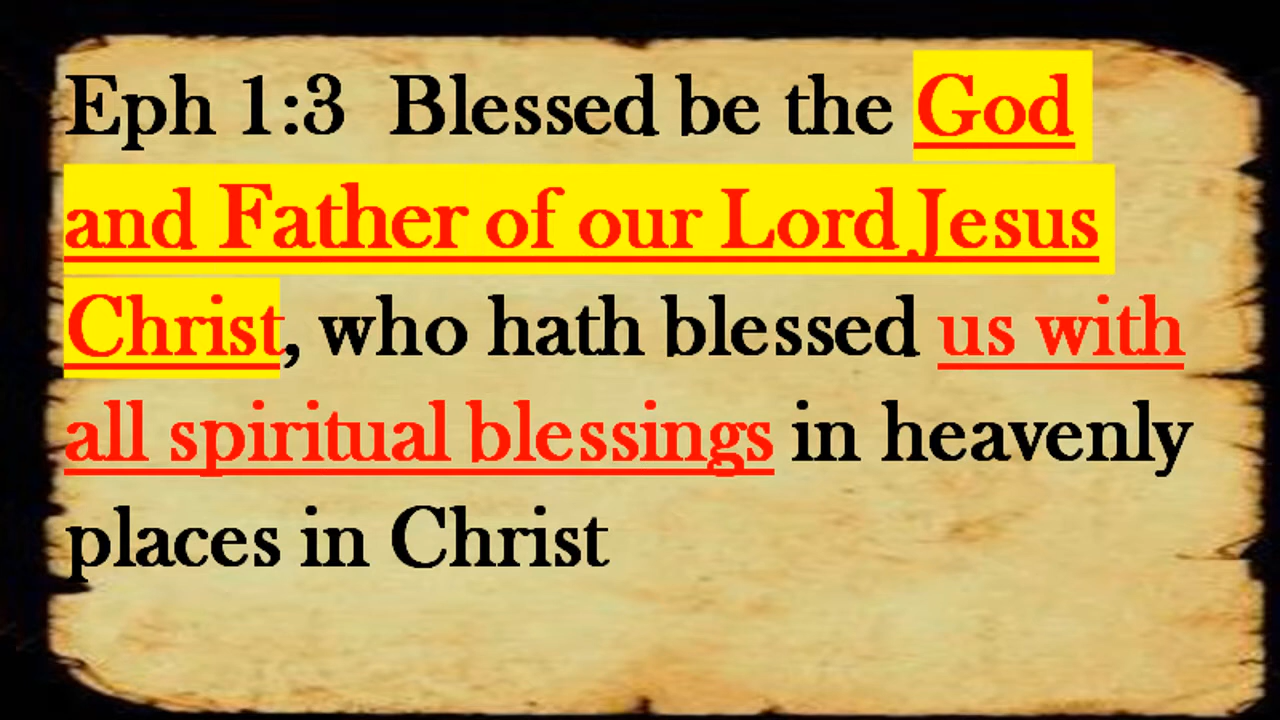 Eph 1:3  Blessed be the God
and Father of our Lord Jesus
Christ, who hath blessed us with
all spiritual blessings in heavenly
places in Christ